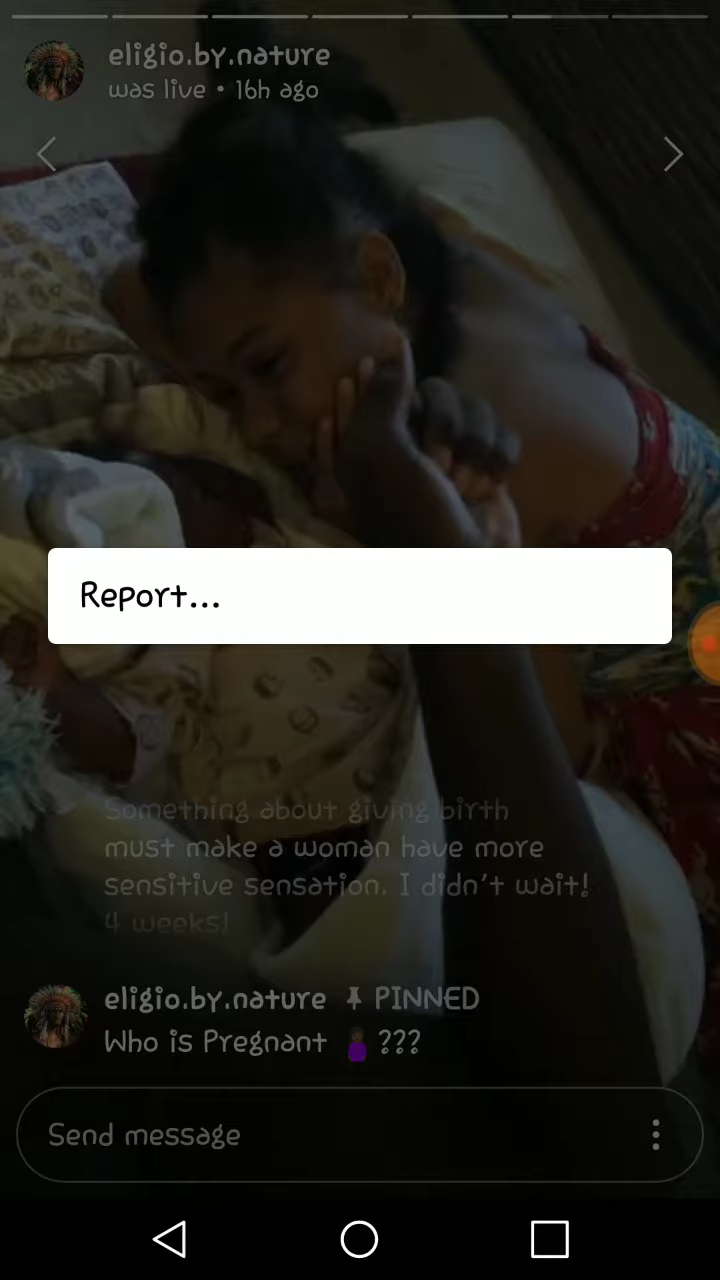 eligio.by.nature
was live • 16h ago
Report...
Something about giving birth
must make a woman have more
sensitive sensation. I didn't wait!
4 weeks!
eligio.by.nature PINNED
Who is Pregnant 🤰🏿 ???
Send message